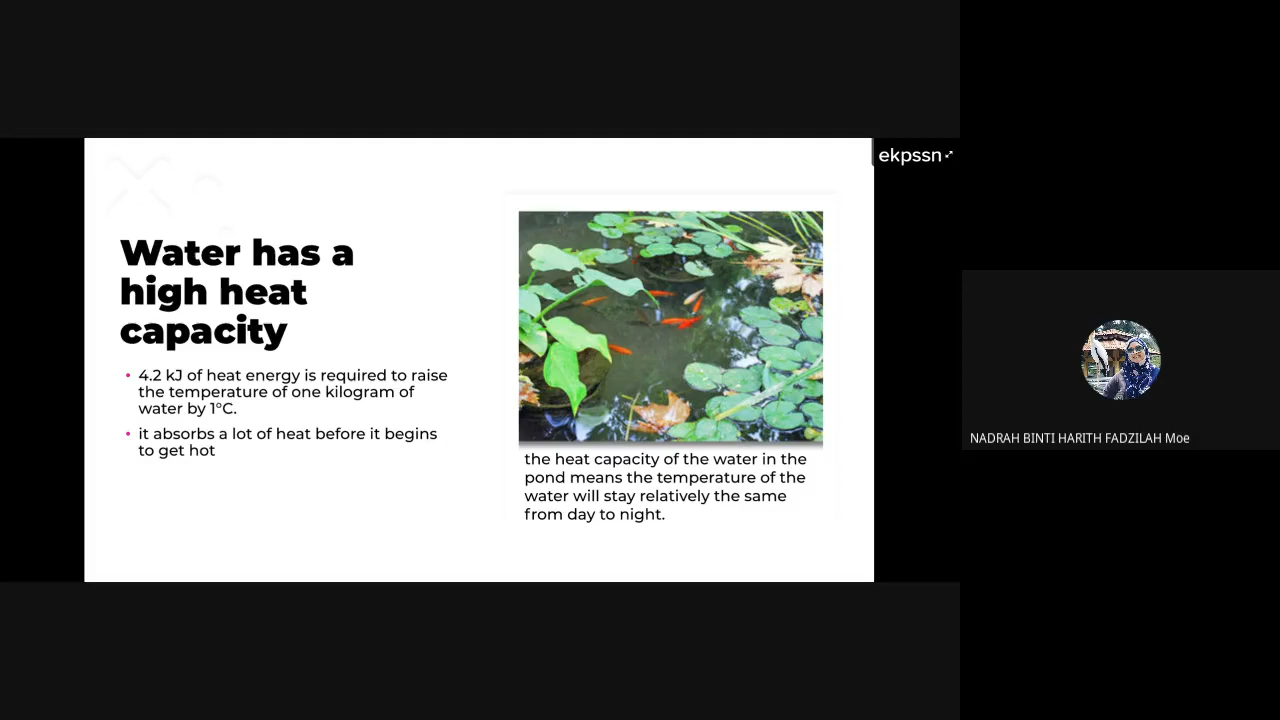 ekpssn
Water has a
high heat
capacity
• 4.2 kJ of heat energy is required to raise
the temperature of one kilogram of
water by 1°C.
• it absorbs a lot of heat before it begins
to get hot
the heat capacity of the water in the
pond means the temperature of the
water will stay relatively the same
from day to night.
NADRAH BINTI HARITH FADZILAH Moe